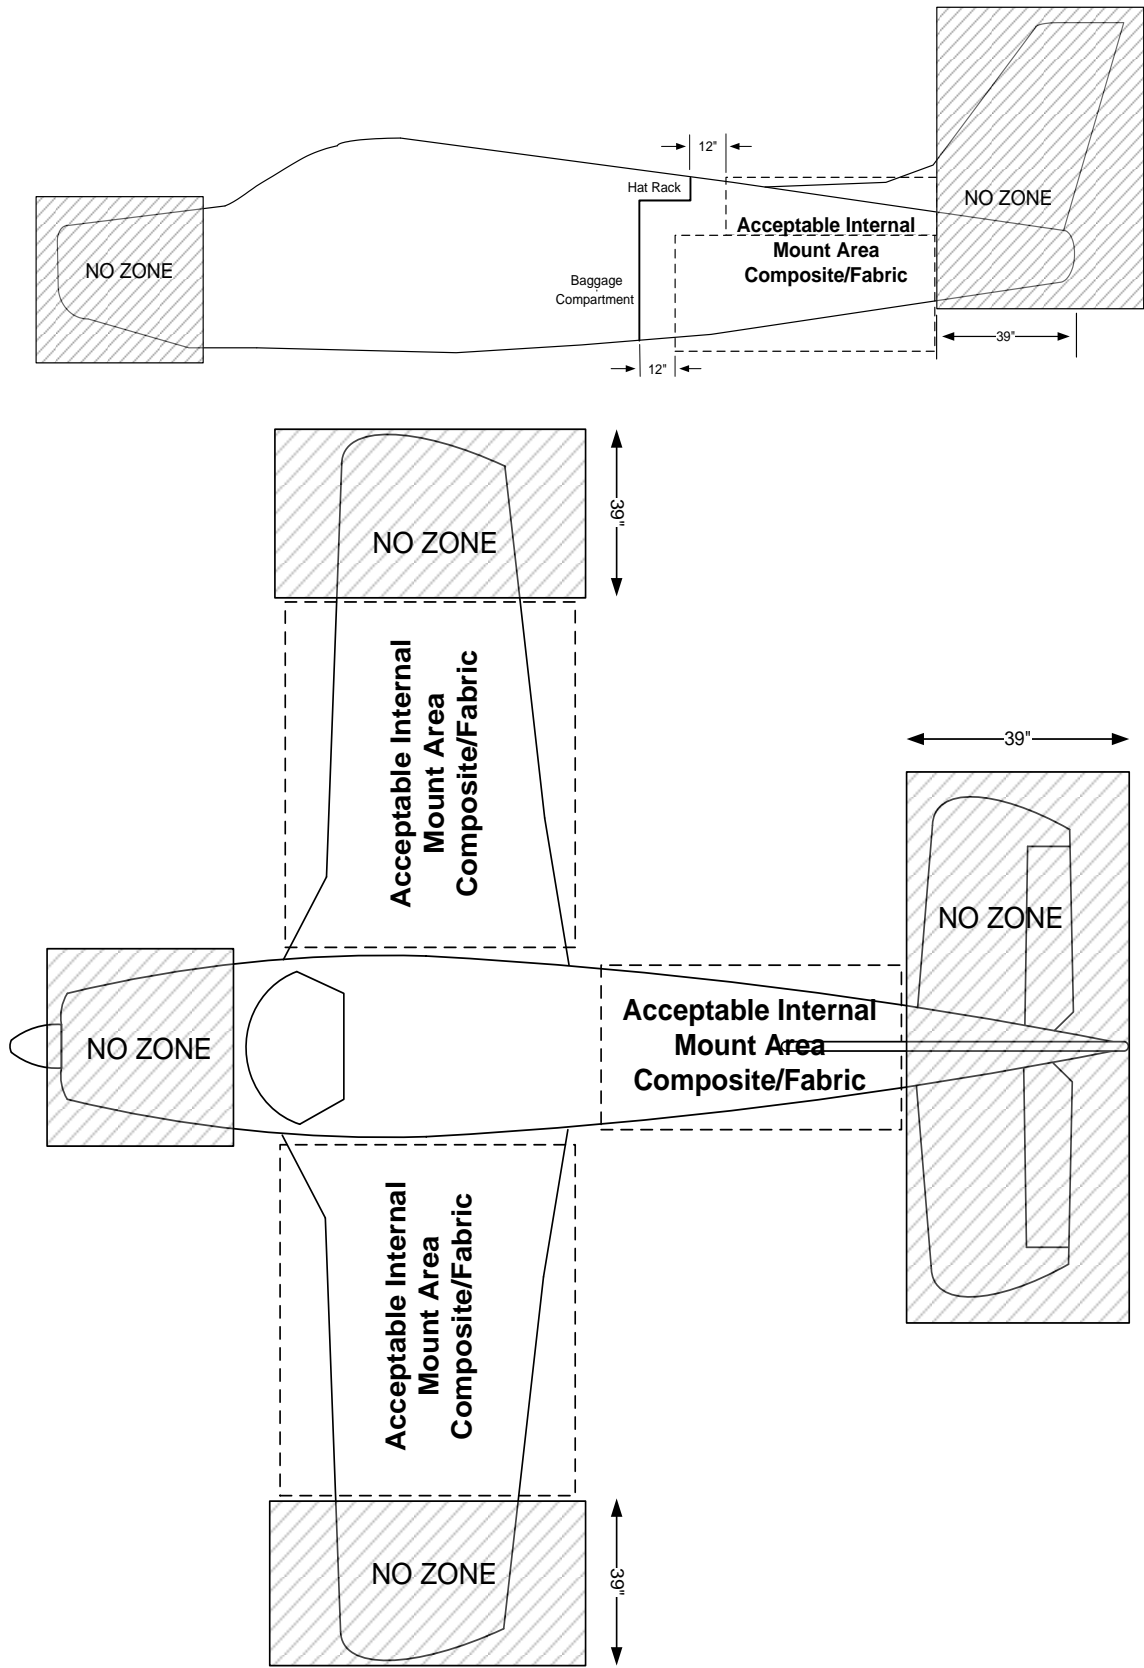 12"
Hat Rack
NO ZONE
Acceptable Internal
Mount Area
Composite/Fabric
NO ZONE
Baggage
Compartment
39"
12"
NO ZONE
39"
Acceptable Internal
Mount Area
Composite/Fabric
39"
NO ZONE
NO ZONE
Acceptable Internal
Mount Area
Composite/Fabric
Acceptable Internal
Mount Area
Composite/Fabric
NO ZONE
39"